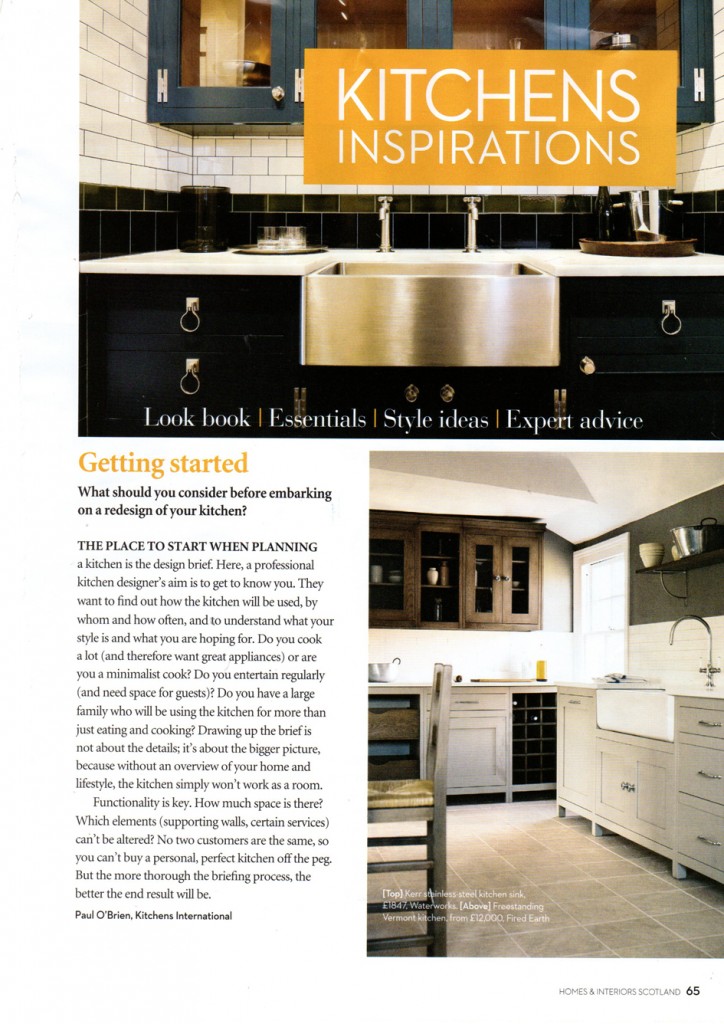 KITCHENS
INSPIRATIONS
Look book | Essentials | Style ideas | Expert advice
Getting started
What should you consider before embarking
on a redesign of your kitchen?
THE PLACE TO START WHEN PLANNING
a kitchen is the design brief. Here, a professional
kitchen designer's aim is to get to know you. They
want to find out how the kitchen will be used, by
whom and how often, and to understand what your
style is and what you are hoping for. Do you cook
a lot (and therefore want great appliances) or are
you a minimalist cook? Do you entertain regularly
(and need space for guests)? Do you have a large
family who will be using the kitchen for more than
just eating and cooking? Drawing up the brief is
not about the details; it's about the bigger picture,
because without an overview of your home and
lifestyle, the kitchen simply won't work as a room.
Functionality is key. How much space is there?
Which elements (supporting walls, certain services)
can't be altered? No two customers are the same, so
you can't buy a personal, perfect kitchen off the peg.
But the more thorough the briefing process, the
better the end result will be.
Paul O'Brien, Kitchens International
[Top] Kerr stainless steel kitchen sink,
£1847, Waterworks. [Above] Freestanding
Vermont kitchen, from £12,000, Fired Earth
HOMES & INTERIORS SCOTLAND 65